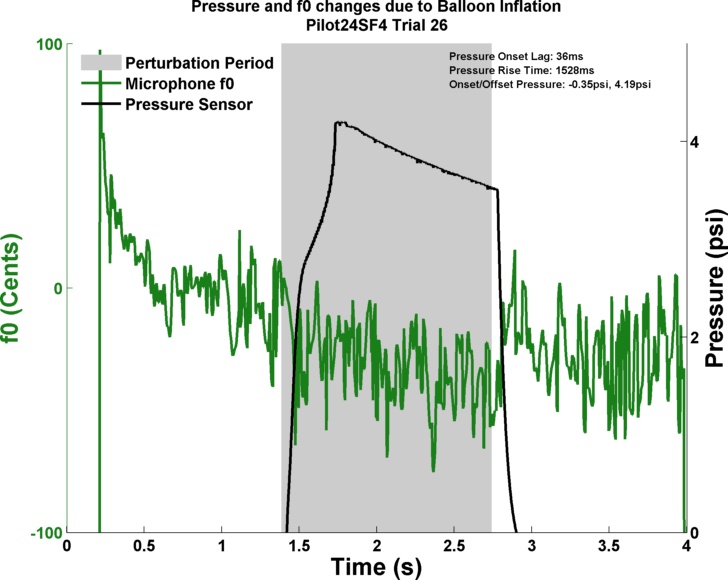 Pressure and f0 changes due to Balloon Inflation
Pilot24SF4 Trial 26
100
Perturbation Period
Microphone f0
Pressure Sensor
Pressure Onset Lag: 36ms
Pressure Rise Time: 1528ms
Onset/Offset Pressure: -0.35psi, 4.19psi
4
f0 (Cents)
0
Pressure (psi)
2
-100
0
0
0.5
1
1.5
2
2.5
3
3.5
4
Time (s)